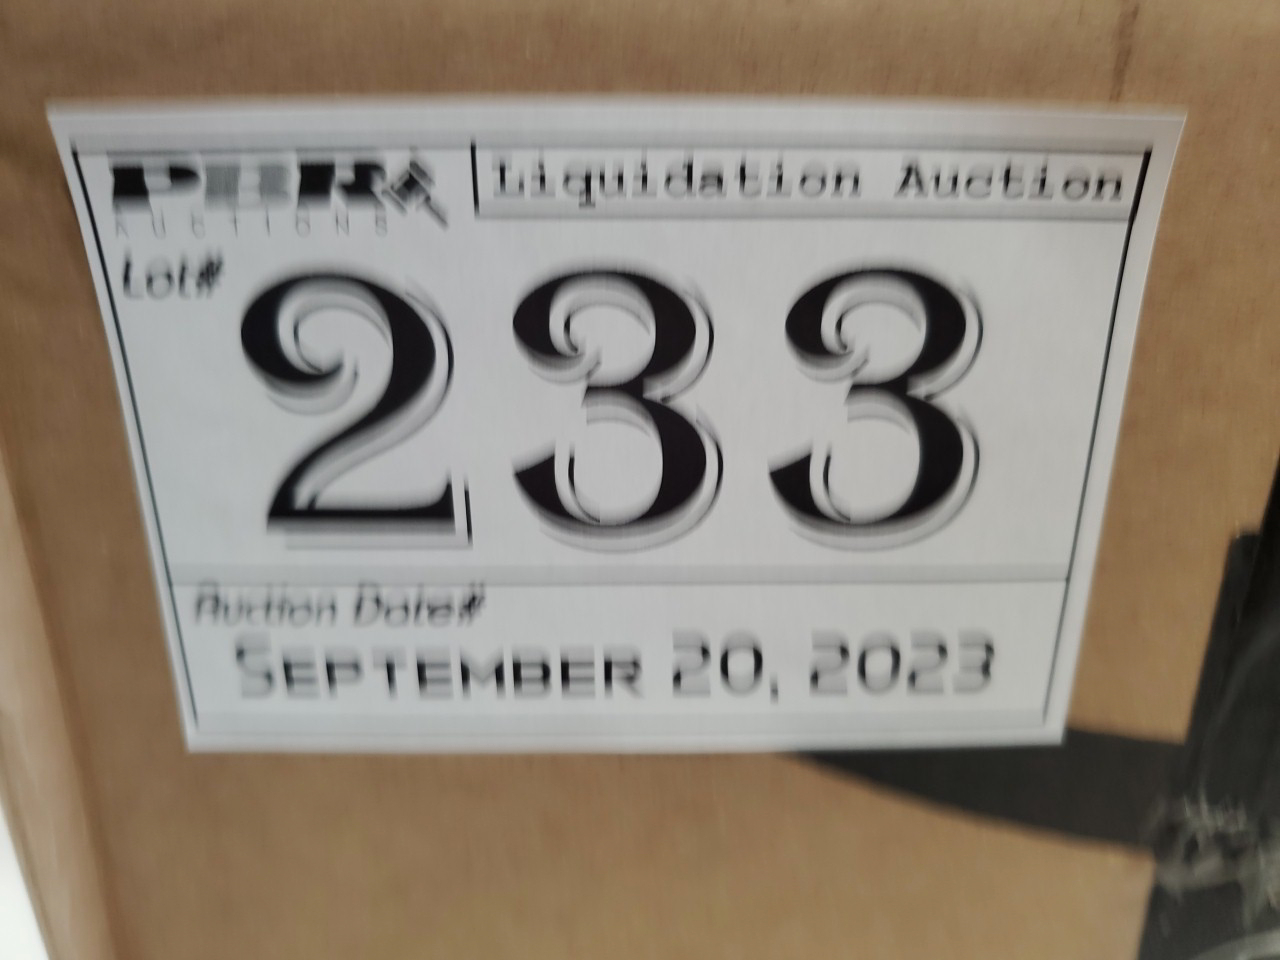 PBR
AUCTIONS
Liquidation Auction
Lot#
233
Auction Date#
SEPTEMBER 20, 2023